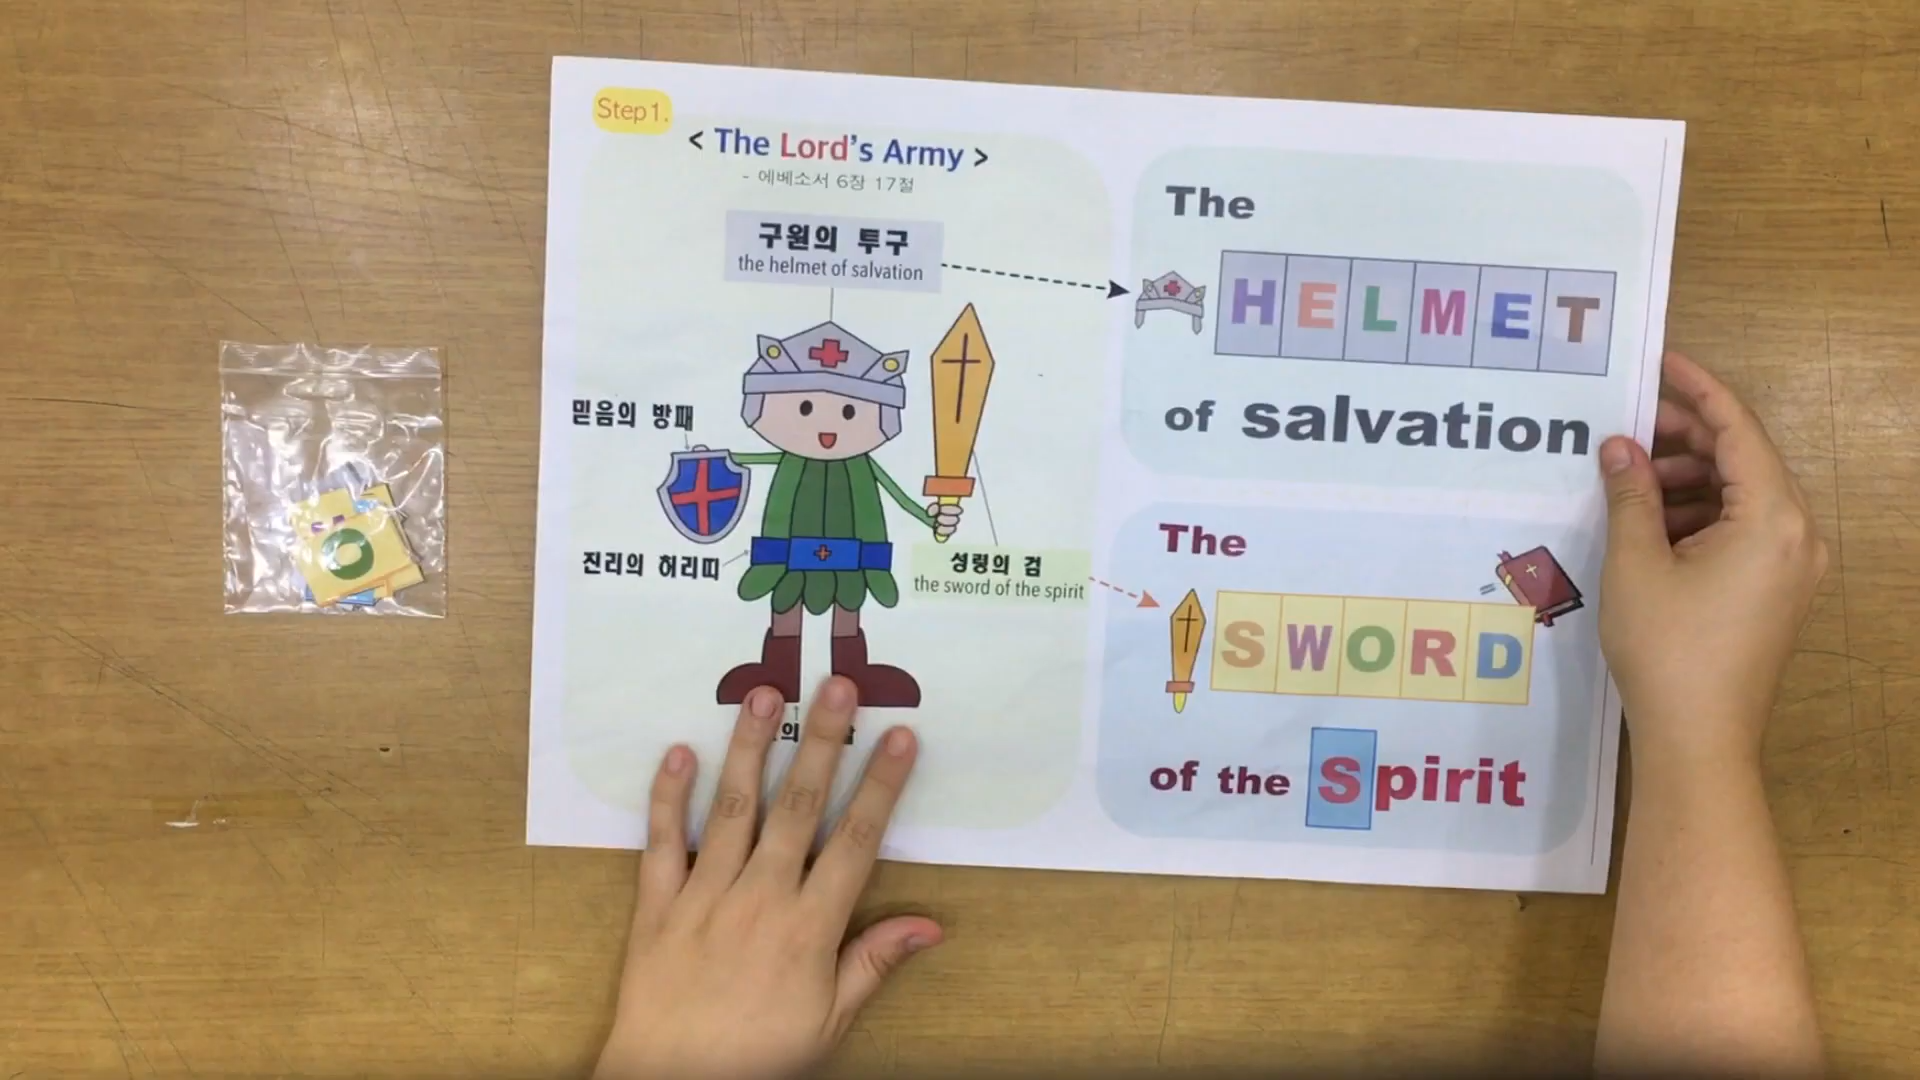 Step1.
< The Lord's Army >
- 에베소서 6장 17절
구원의 투구
the helmet of salvation
믿음의 방패
진리의 허리띠
성령의 검
the sword of the spirit
The
HELMET
of salvation
The
SWORD
of the Spirit
O